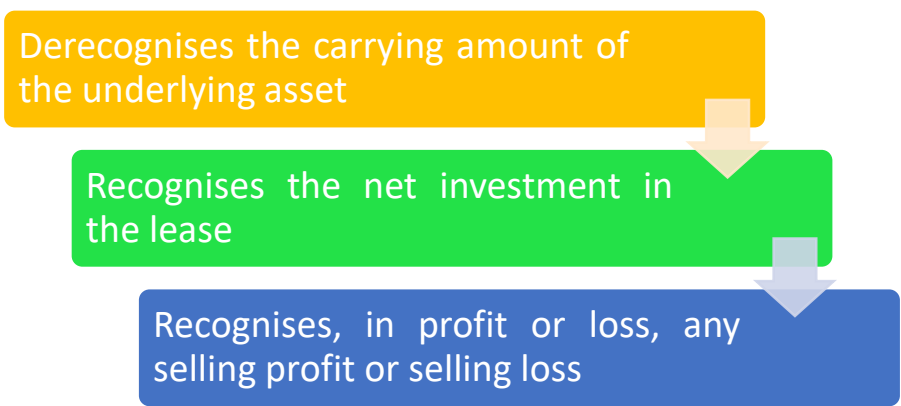 Derecognises the carrying amount of
the underlying asset
Recognises the net investment in
the lease
Recognises, in profit or loss, any
selling profit or selling loss